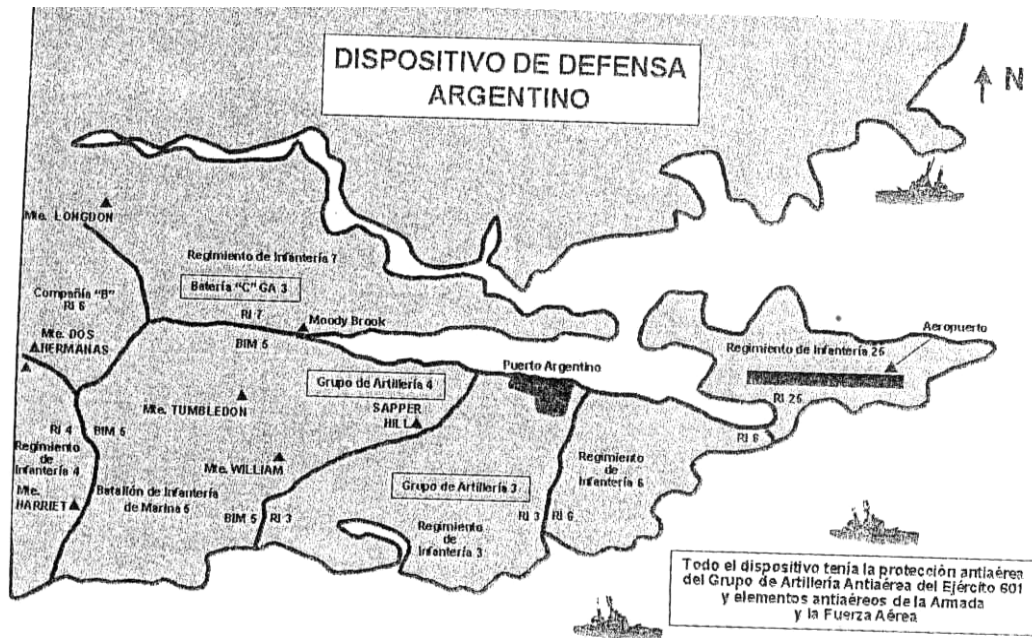 DISPOSITIVO DE DEFENSA
ARGENTINO
N
Mte. LONGDON
Regimiento de Infantería 7
Batería "C" GA 3
Compañía "B"
RI 6
RI 7
Moody Brook
BIM 5
Mte. DOS
HERMANAS
Aeropuerto
Regimiento de Infantería 25
RI 25
Puerto Argentino
Grupo de Artillería 4
SAPPER
HILL
Mte. TUMBLEDON
RI 4
BIM 5
RI 6
Regimiento
de
Infantería 4
Mte. WILLIAM
Regimiento
de
Infantería 6
Grupo de Artillería 3
Mte.
HARRIET
Batallón de Infantería
de Marina 5
BIM 5
RI 3
Regimiento
de
Infantería 3
RI 3
RI 6
Todo el dispositivo tenía la protección antiaérea
del Grupo de Artillería Antiaérea del Ejército 601
y elementos antiaéreos de la Armada
y la Fuerza Aérea